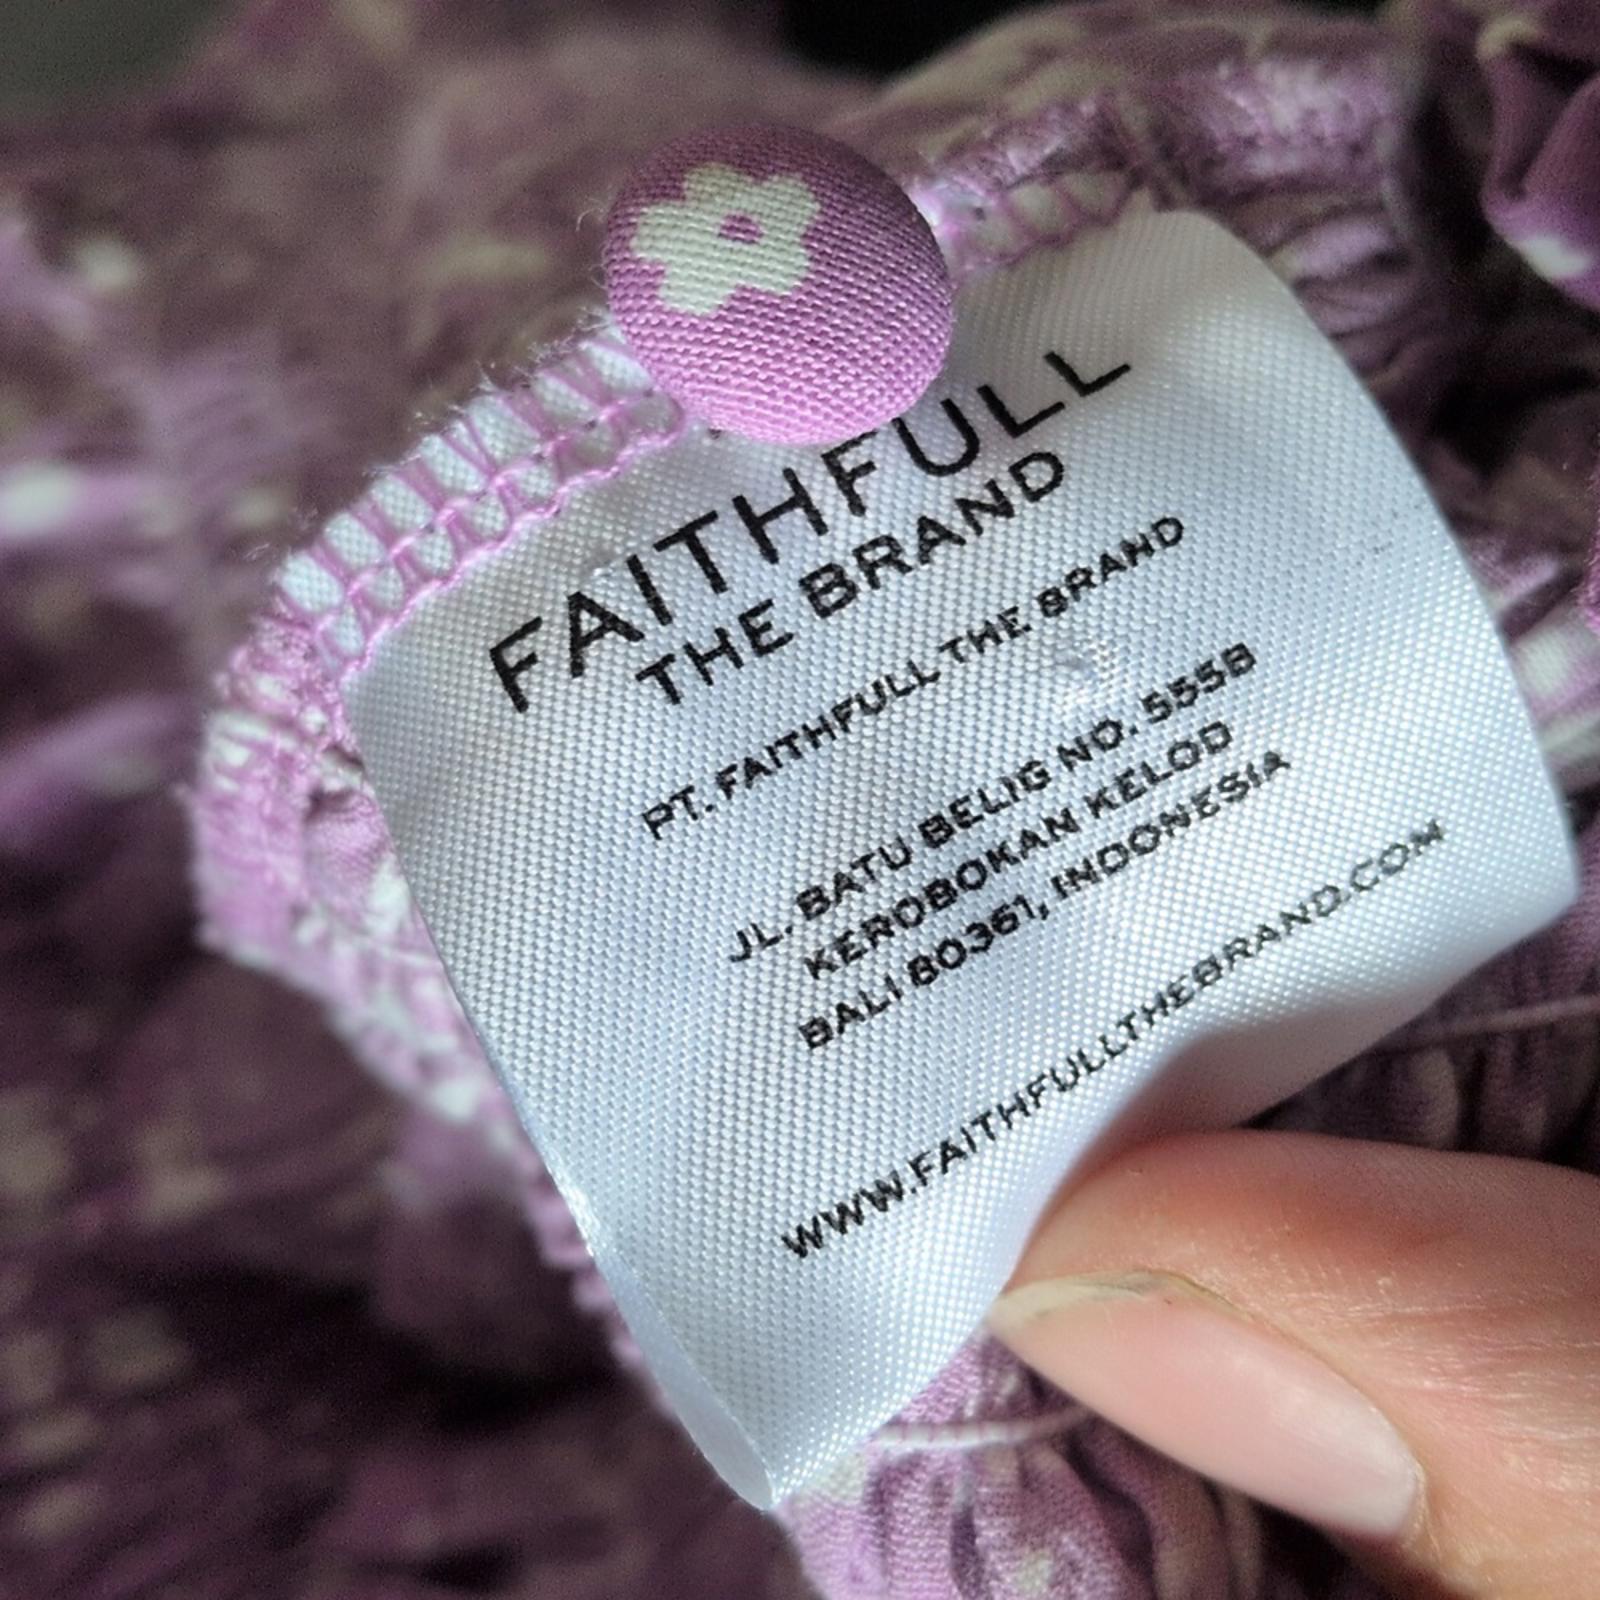 FAITHFULL
THE BRAND
PT. FAITHFULL THE BRAND
JL. BATU BELIG NO. 555B
KEROBOKAN KELOD
BALI 80361, INDONESIA
WWW.FAITHFULLTHEBRAND.COM